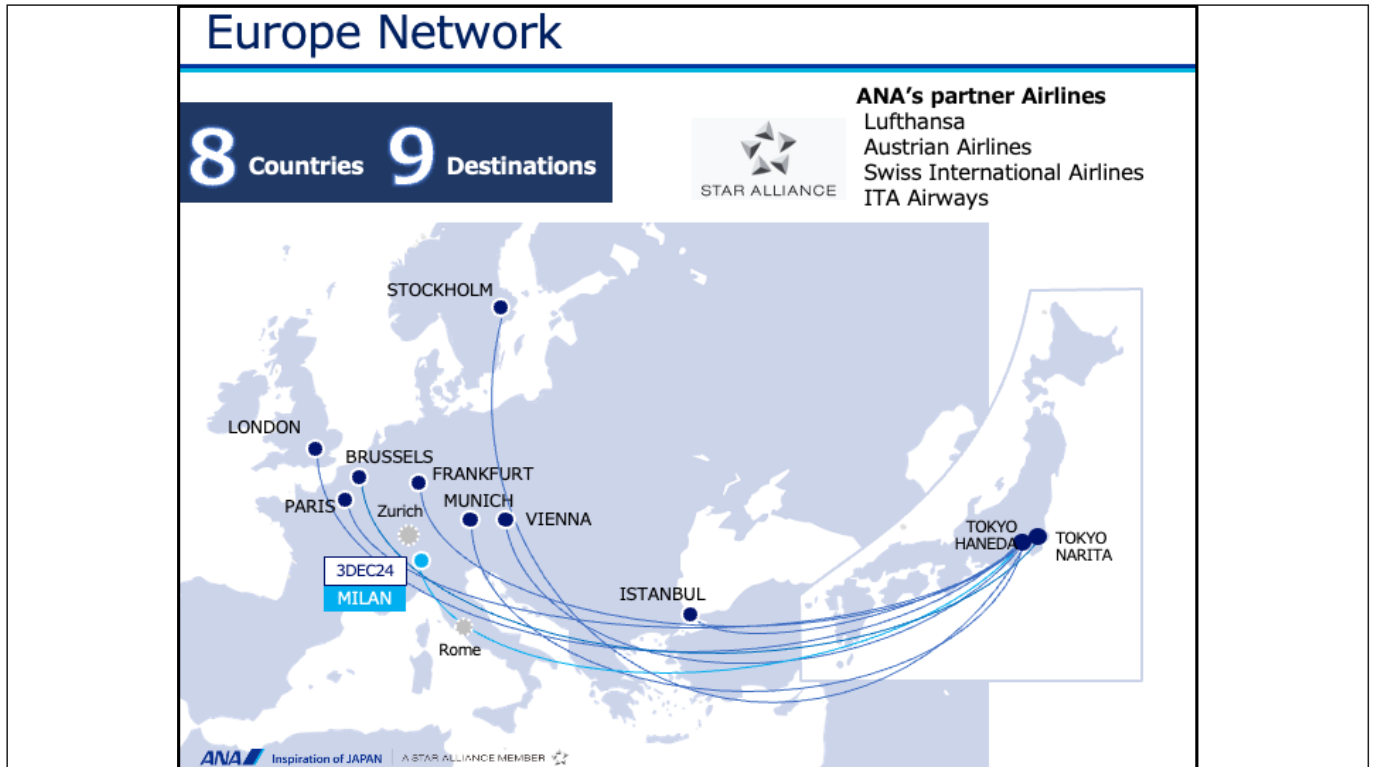 Europe Network
8 Countries 9 Destinations
STAR ALLIANCE
ANA's partner Airlines
Lufthansa
Austrian Airlines
Swiss International Airlines
ITA Airways
STOCKHOLM
LONDON
BRUSSELS
FRANKFURT
PARIS
Zurich
MUNICH
VIENNA
3DEC24
MILAN
ISTANBUL
Rome
TOKYO
HANEDA
TOKYO
NARITA
ANA Inspiration of JAPAN A STAR ALLIANCE MEMBER